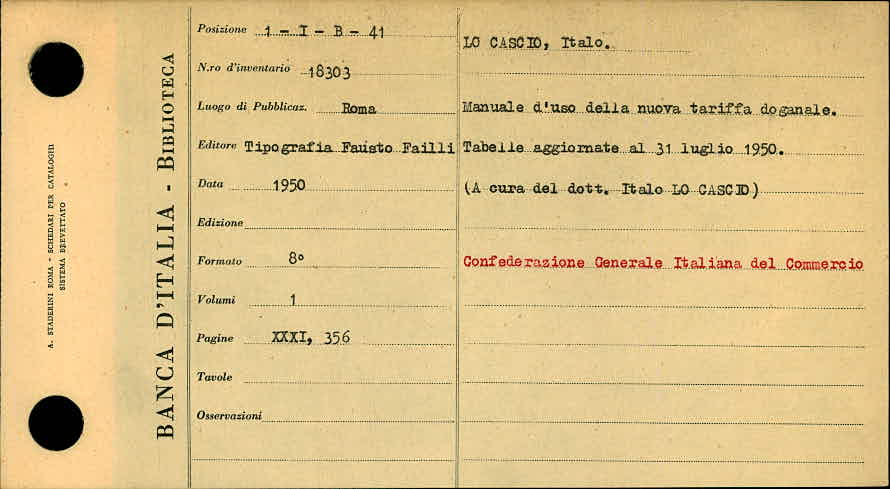 A. STADERINI ROMA - SCHEDARI PER CATALOGHI
SISTEMA BREVETTATO
BANCA D'ITALIA - BIBLIOTECA
Posizione 1 - I - B - 41
N.ro d'inventario 18303
Luogo di Pubblicaz. Roma
Editore Tipografia Fausto Failli
Data 1950
Edizione
Formato 8°
Volumi 1
Pagine XXXI, 356
Tavole
Osservazioni
LO CASCIO, Italo.
Manuale d'uso della nuova tariffa doganale.
Tabelle aggiornate al 31 luglio 1950.
(A cura del dott. Italo LO CASCIO)
Confederazione Generale Italiana del Commercio